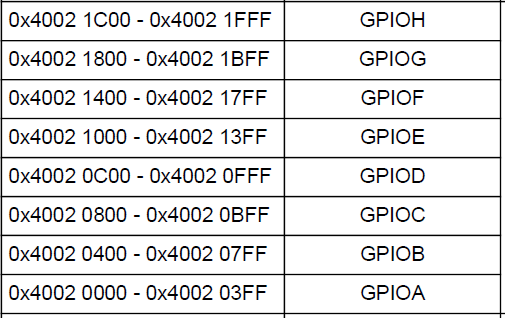 0x4002 1C00 - 0x4002 1FFF GPIOH
0x4002 1800 - 0x4002 1BFF GPIOG
0x4002 1400 - 0x4002 17FF GPIOF
0x4002 1000 - 0x4002 13FF GPIOE
0x4002 0C00 - 0x4002 0FFF GPIOD
0x4002 0800 - 0x4002 0BFF GPIOC
0x4002 0400 - 0x4002 07FF GPIOB
0x4002 0000 - 0x4002 03FF GPIOA